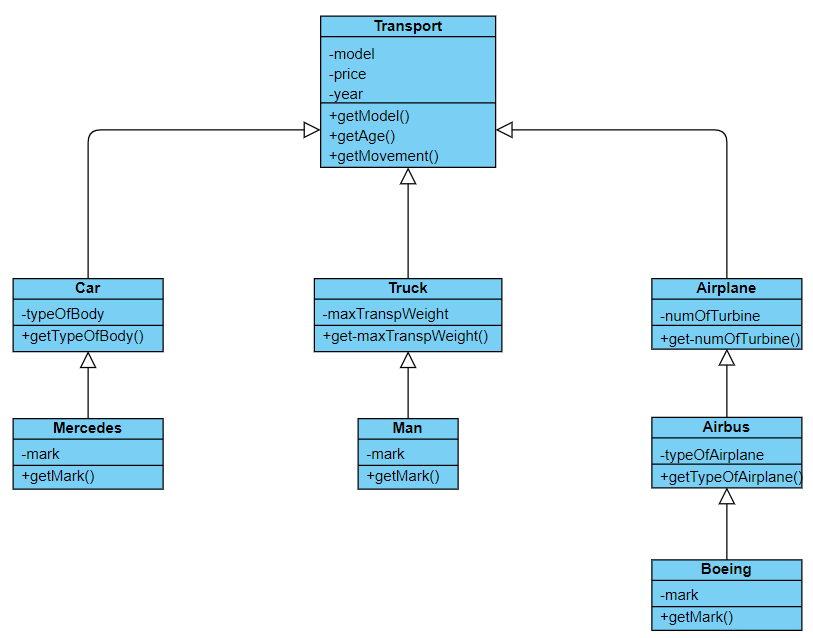 Transport
-model
-price
-year
+getModel()
+getAge()
+getMovement()
Car
-typeOfBody
+getTypeOfBody()
Truck
-maxTranspWeight
+get-maxTranspWeight()
Airplane
-numOfTurbine
+get-numOfTurbine()
Mercedes
-mark
+getMark()
Man
-mark
+getMark()
Airbus
-typeOfAirplane
+getTypeOfAirplane()
Boeing
-mark
+getMark()